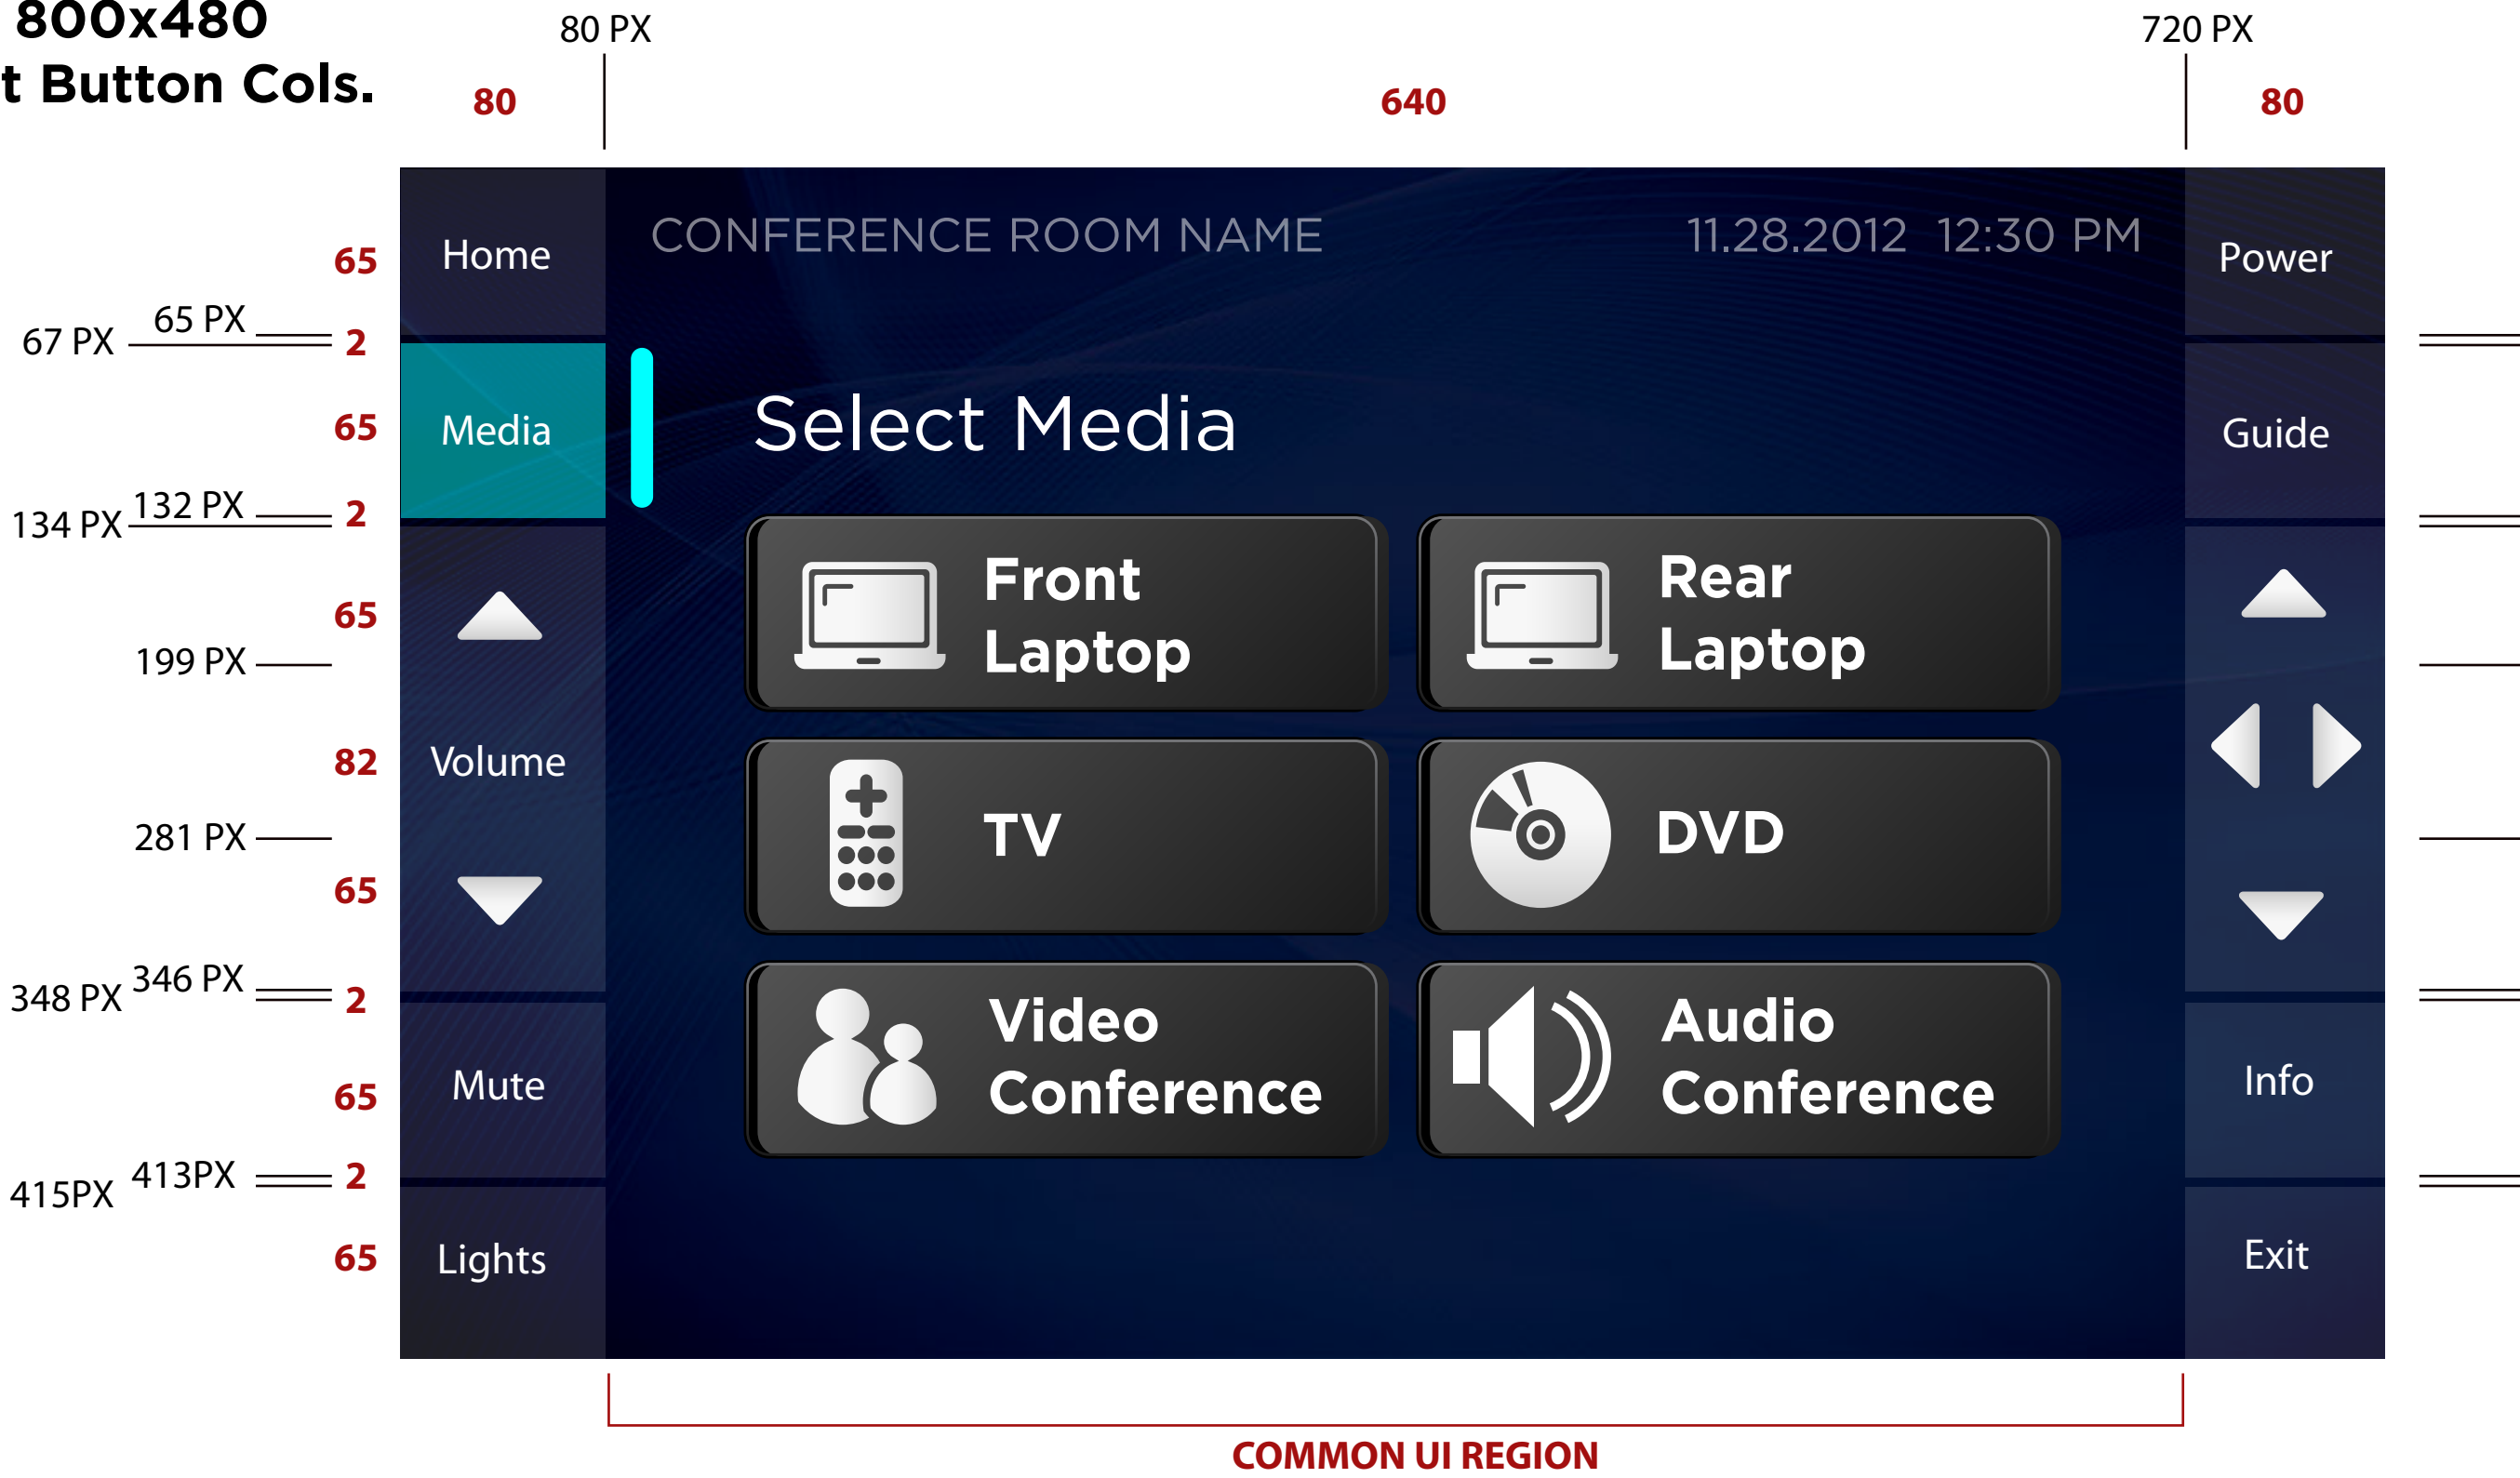 800x480
t Button Cols.
80 PX
720 PX
80
640
80
CONFERENCE ROOM NAME
11.28.2012 12:30 PM
65
Home
Power
65 PX
67 PX
2
65
Media
Select Media
Guide
132 PX
134 PX
2
65
Front
Laptop
Rear
Laptop
199 PX
82
Volume
TV
DVD
281 PX
65
346 PX
348 PX
2
Video
Conference
Audio
Conference
65
Mute
Info
413PX
415PX
2
65
Lights
Exit
COMMON UI REGION